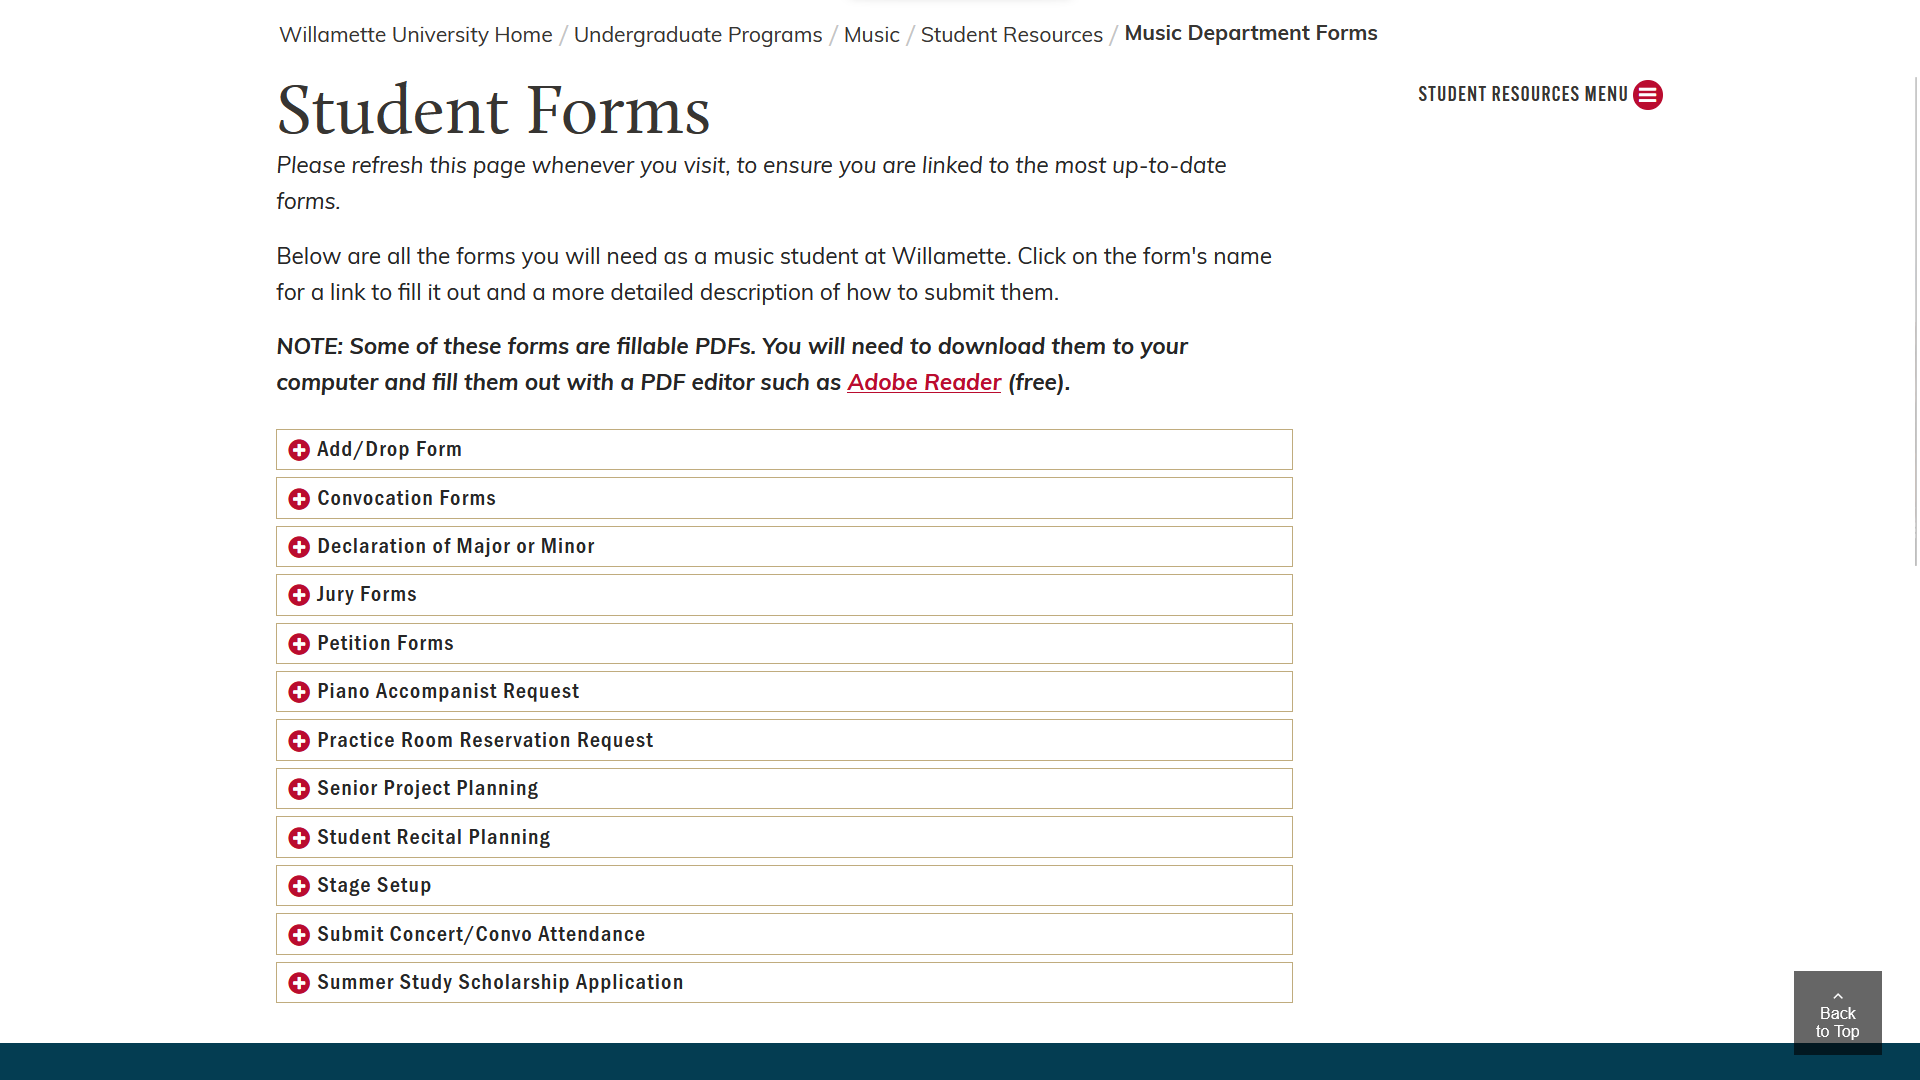 Willamette University Home / Undergraduate Programs / Music / Student Resources / Music Department Forms
Student Forms
STUDENT RESOURCES MENU
Please refresh this page whenever you visit, to ensure you are linked to the most up-to-date
forms.
Below are all the forms you will need as a music student at Willamette. Click on the form's name
for a link to fill it out and a more detailed description of how to submit them.
NOTE: Some of these forms are fillable PDFs. You will need to download them to your
computer and fill them out with a PDF editor such as Adobe Reader (free).
Add/Drop Form
Convocation Forms
Declaration of Major or Minor
Jury Forms
Petition Forms
Piano Accompanist Request
Practice Room Reservation Request
Senior Project Planning
Student Recital Planning
Stage Setup
Submit Concert/Convo Attendance
Summer Study Scholarship Application
Back
to Top